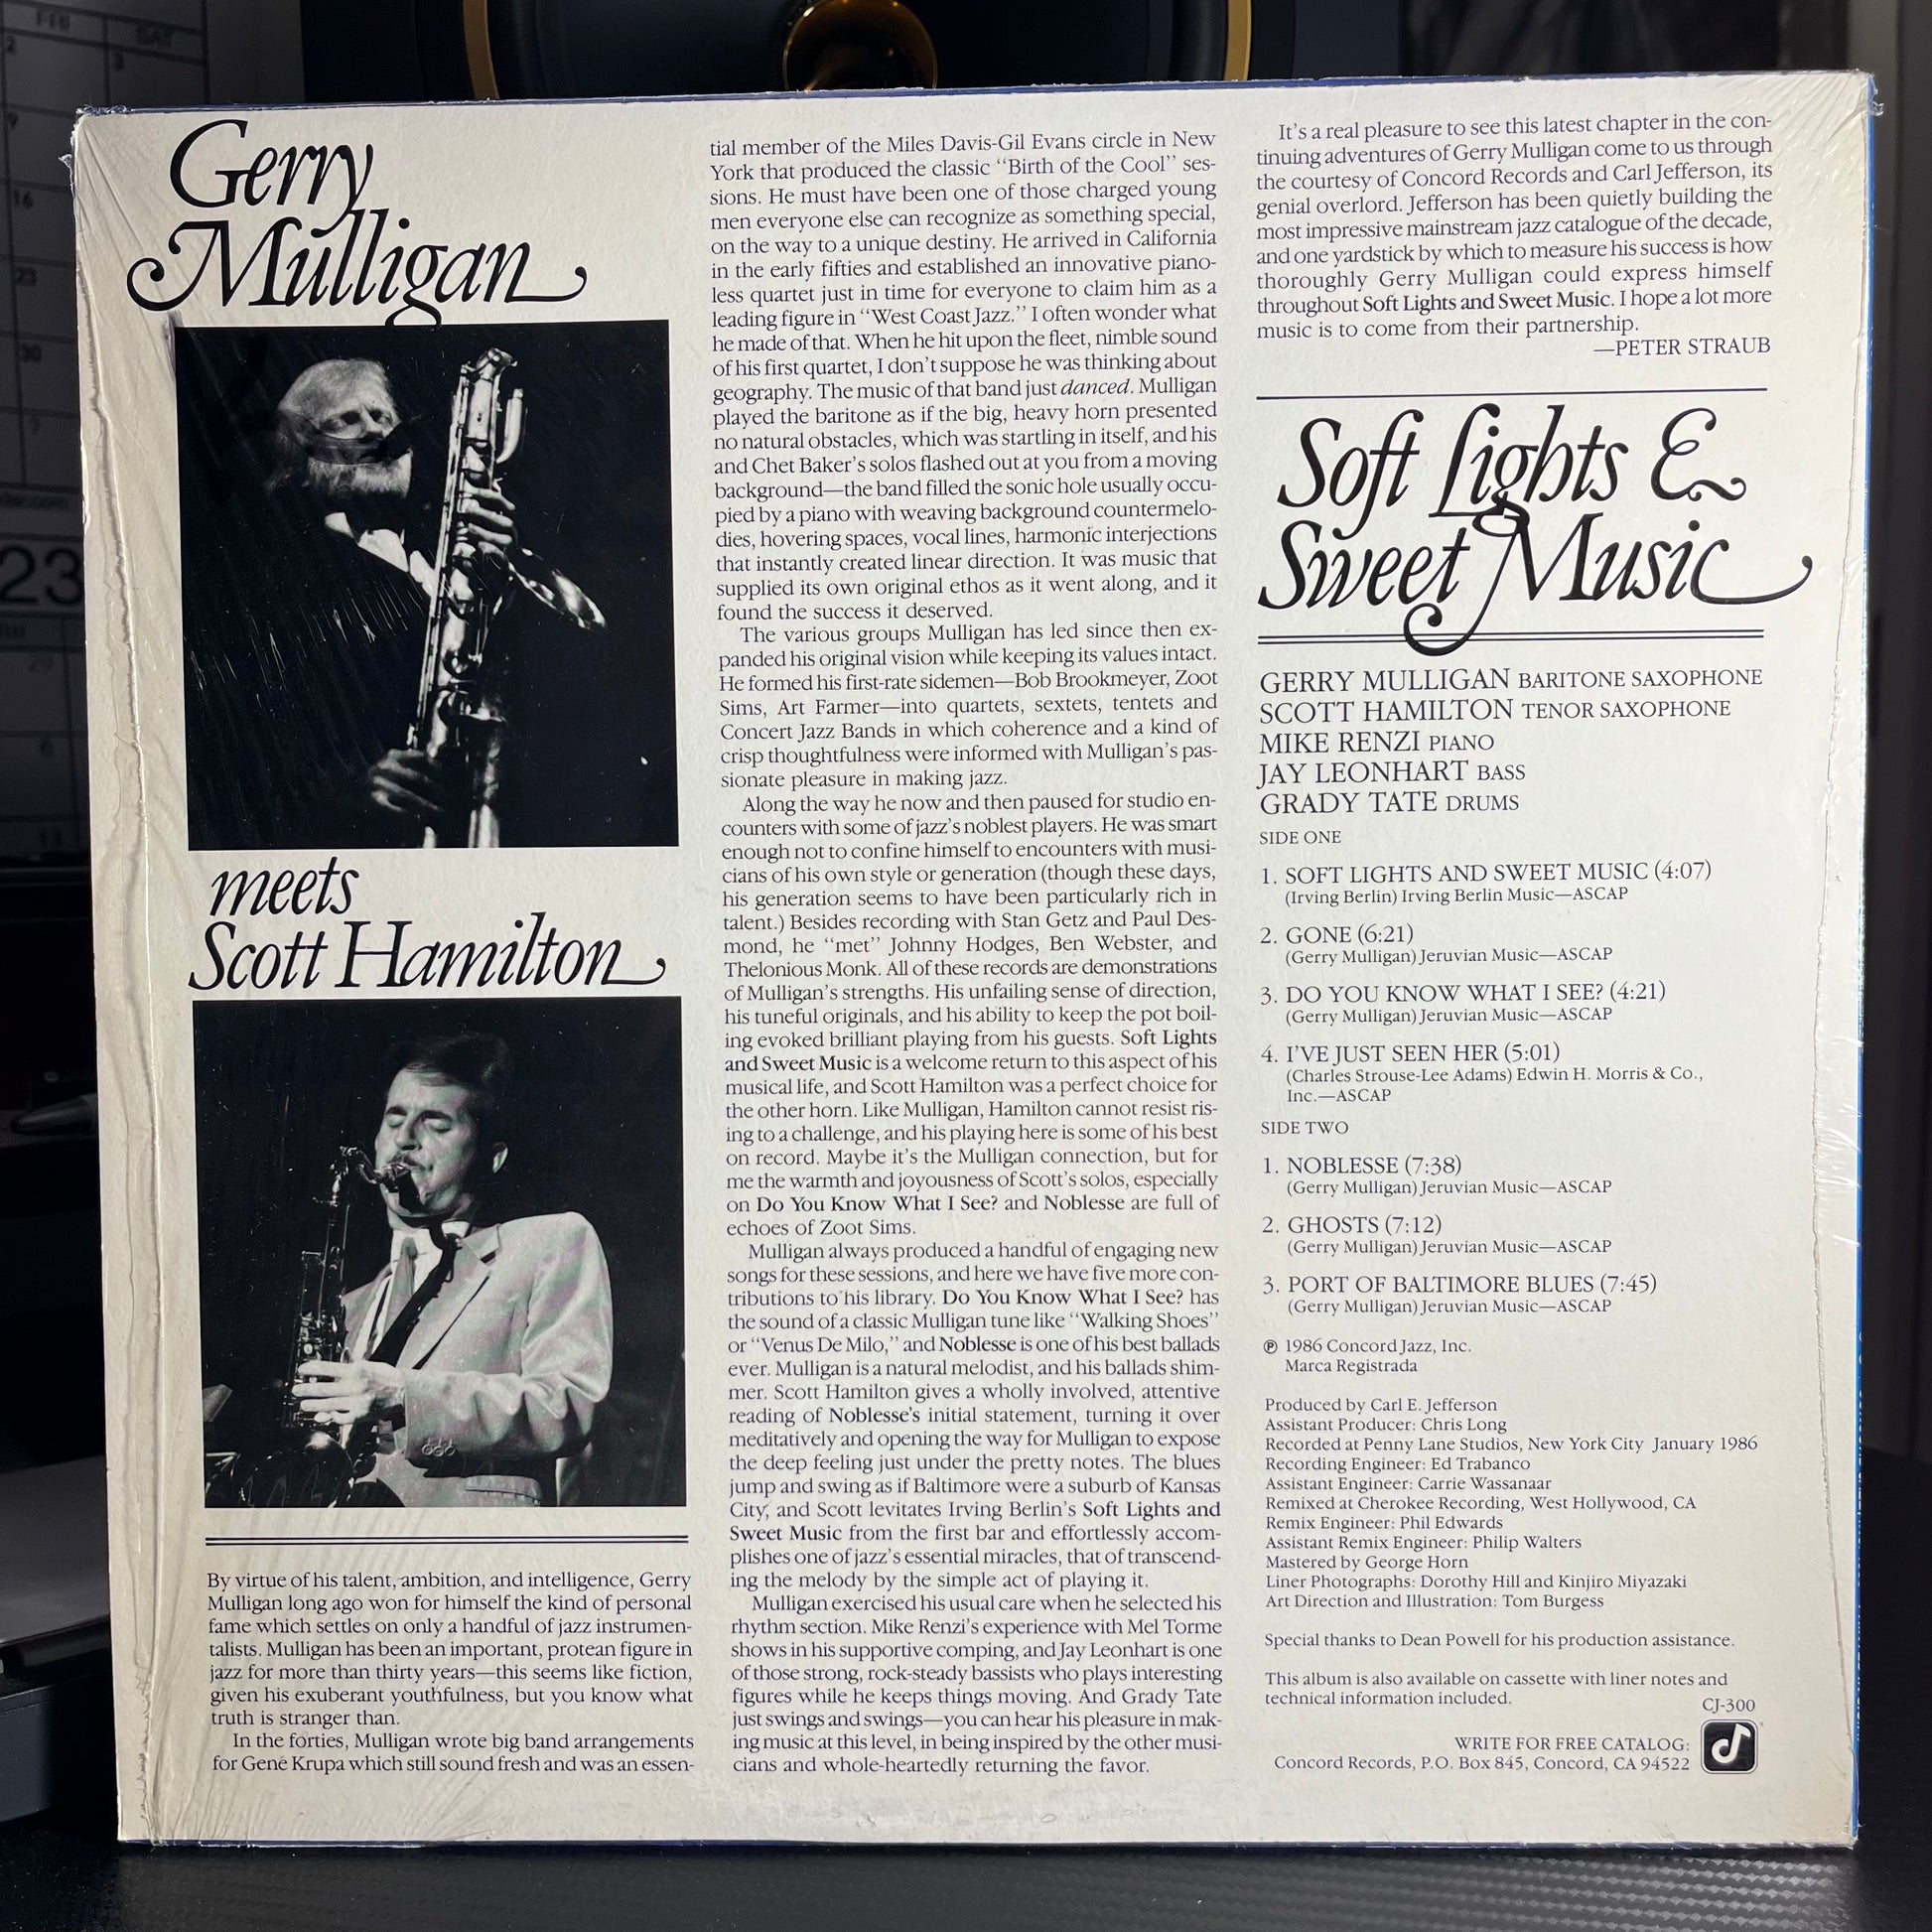 Gerry
Mulligan
meets
Scott Hamilton
By virtue of his talent, ambition, and intelligence, Gerry
Mulligan long ago won for himself the kind of personal
fame which settles on only a handful of jazz instrumen-
talists. Mulligan has been an important, protean figure in
jazz for more than thirty years—this seems like fiction,
given his exuberant youthfulness, but you know what
truth is stranger than.
In the forties, Mulligan wrote big band arrangements
for Gene Krupa which still sound fresh and was an essen-
tial member of the Miles Davis-Gil Evans circle in New
York that produced the classic "Birth of the Cool" ses-
sions. He must have been one of those charged young
men everyone else can recognize as something special,
on the way to a unique destiny. He arrived in California
in the early fifties and established an innovative piano-
less quartet just in time for everyone to claim him as a
leading figure in "West Coast Jazz." I often wonder what
he made of that. When he hit upon the fleet, nimble sound
of his first quartet, I don't suppose he was thinking about
geography. The music of that band just danced. Mulligan
played the baritone as if the big, heavy horn presented
no natural obstacles, which was startling in itself, and his
and Chet Baker's solos flashed out at you from a moving
background—the band filled the sonic hole usually occu-
pied by a piano with weaving background countermelo-
dies, hovering spaces, vocal lines, harmonic interjections
that instantly created linear direction. It was music that
supplied its own original ethos as it went along, and it
found the success it deserved.
The various groups Mulligan has led since then ex-
panded his original vision while keeping its values intact.
He formed his first-rate sidemen—Bob Brookmeyer, Zoot
Sims, Art Farmer—into quartets, sextets, tentets and
Concert Jazz Bands in which coherence and a kind of
crisp thoughtfulness were informed with Mulligan's pas-
sionate pleasure in making jazz.
Along the way he now and then paused for studio en-
counters with some of jazz's noblest players. He was smart
enough not to confine himself to encounters with musi-
cians of his own style or generation (though these days,
his generation seems to have been particularly rich in
talent.) Besides recording with Stan Getz and Paul Des-
mond, he "met" Johnny Hodges, Ben Webster, and
Thelonious Monk. All of these records are demonstrations
of Mulligan's strengths. His unfailing sense of direction,
his tuneful originals, and his ability to keep the pot boil-
ing evoked brilliant playing from his guests. Soft Lights
and Sweet Music is a welcome return to this aspect of his
musical life, and Scott Hamilton was a perfect choice for
the other horn. Like Mulligan, Hamilton cannot resist ris-
ing to a challenge, and his playing here is some of his best
on record. Maybe it's the Mulligan connection, but for
me the warmth and joyousness of Scott's solos, especially
on Do You Know What I See? and Noblesse are full of
echoes of Zoot Sims.
Mulligan always produced a handful of engaging new
songs for these sessions, and here we have five more con-
tributions to his library. Do You Know What I See? has
the sound of a classic Mulligan tune like "Walking Shoes"
or "Venus De Milo," and Noblesse is one of his best ballads
ever. Mulligan is a natural melodist, and his ballads shim-
mer. Scott Hamilton gives a wholly involved, attentive
reading of Noblesse's initial statement, turning it over
meditatively and opening the way for Mulligan to expose
the deep feeling just under the pretty notes. The blues
jump and swing as if Baltimore were a suburb of Kansas
City, and Scott levitates Irving Berlin's Soft Lights and
Sweet Music from the first bar and effortlessly accom-
plishes one of jazz's essential miracles, that of transcend-
ing the melody by the simple act of playing it.
Mulligan exercised his usual care when he selected his
rhythm section. Mike Renzi's experience with Mel Torme
shows in his supportive comping, and Jay Leonhart is one
of those strong, rock-steady bassists who plays interesting
figures while he keeps things moving. And Grady Tate
just swings and swings—you can hear his pleasure in mak-
ing music at this level, in being inspired by the other musi-
cians and whole-heartedly returning the favor.
It's a real pleasure to see this latest chapter in the con-
tinuing adventures of Gerry Mulligan come to us through
the courtesy of Concord Records and Carl Jefferson, its
genial overlord. Jefferson has been quietly building the
most impressive mainstream jazz catalogue of the decade,
and one yardstick by which to measure his success is how
thoroughly Gerry Mulligan could express himself
throughout Soft Lights and Sweet Music. I hope a lot more
music is to come from their partnership.
—PETER STRAUB
Soft Lights &
Sweet Music
GERRY MULLIGAN BARITONE SAXOPHONE
SCOTT HAMILTON TENOR SAXOPHONE
MIKE RENZI PIANO
JAY LEONHART BASS
GRADY TATE DRUMS
SIDE ONE
1. SOFT LIGHTS AND SWEET MUSIC (4:07)
(Irving Berlin) Irving Berlin Music—ASCAP
2. GONE (6:21)
(Gerry Mulligan) Jeruvian Music—ASCAP
3. DO YOU KNOW WHAT I SEE? (4:21)
(Gerry Mulligan) Jeruvian Music—ASCAP
4. I'VE JUST SEEN HER (5:01)
(Charles Strouse-Lee Adams) Edwin H. Morris & Co.,
Inc.—ASCAP
SIDE TWO
1. NOBLESSE (7:38)
(Gerry Mulligan) Jeruvian Music—ASCAP
2. GHOSTS (7:12)
(Gerry Mulligan) Jeruvian Music—ASCAP
3. PORT OF BALTIMORE BLUES (7:45)
(Gerry Mulligan) Jeruvian Music—ASCAP
℗ 1986 Concord Jazz, Inc.
Marca Registrada
Produced by Carl E. Jefferson
Assistant Producer: Chris Long
Recorded at Penny Lane Studios, New York City January 1986
Recording Engineer: Ed Trabanco
Assistant Engineer: Carrie Wassanaar
Remixed at Cherokee Recording, West Hollywood, CA
Remix Engineer: Phil Edwards
Assistant Remix Engineer: Philip Walters
Mastered by George Horn
Liner Photographs: Dorothy Hill and Kinjiro Miyazaki
Art Direction and Illustration: Tom Burgess
Special thanks to Dean Powell for his production assistance.
This album is also available on cassette with liner notes and
technical information included.
CJ-300
WRITE FOR FREE CATALOG:
Concord Records, P.O. Box 845, Concord, CA 94522
FRI
SAT
2
3
9
16
23
30
7
23
29
6
13